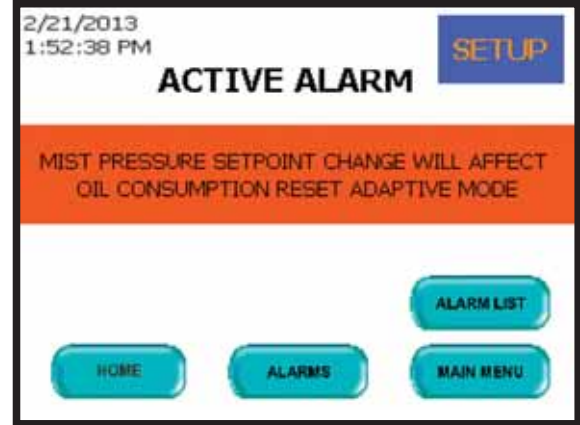 2/21/2013
1:52:38 PM
SETUP
ACTIVE ALARM
MIST PRESSURE SETPOINT CHANGE WILL AFFECT
OIL CONSUMPTION RESET ADAPTIVE MODE
ALARM LIST
HOME
ALARMS
MAIN MENU